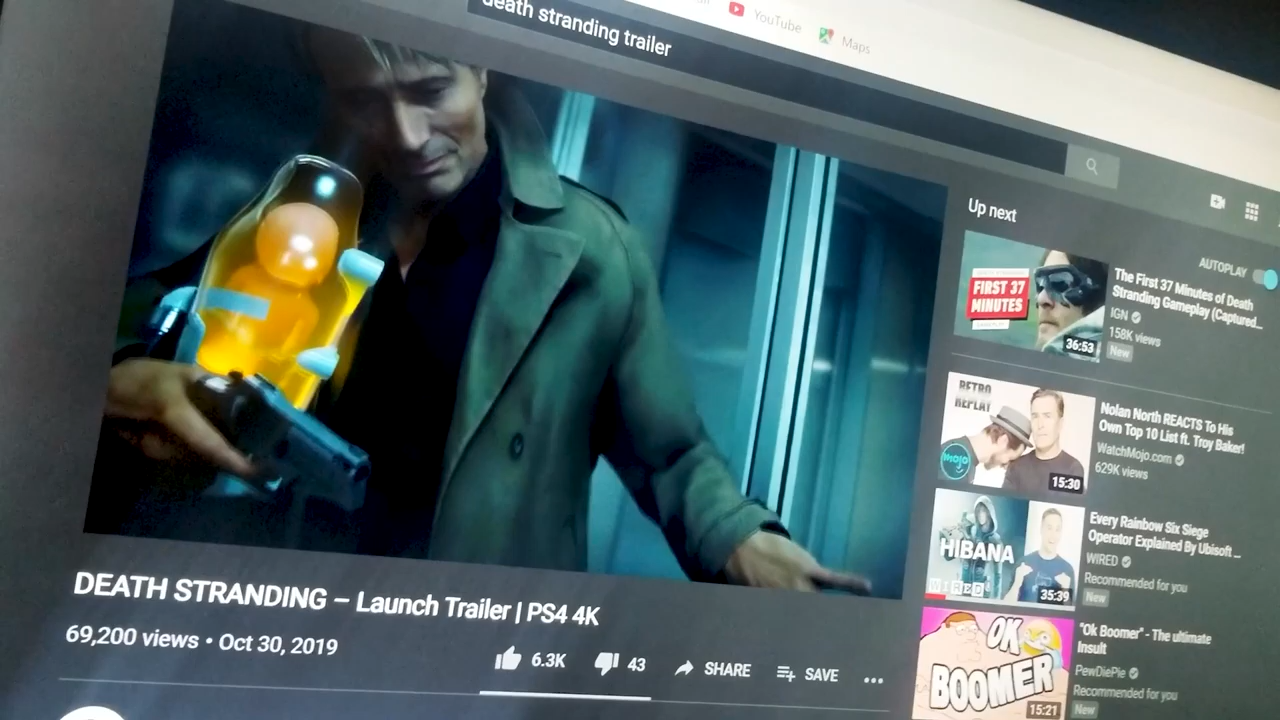 YouTube
Maps
death stranding trailer
Up next
AUTOPLAY
FIRST 37
MINUTES
36:53
The First 37 Minutes of Death
Stranding Gameplay (Captured...
IGN
158K views
New
RETRO
REPLAY
MOJO
15:30
Nolan North REACTS To His
Own Top 10 List ft. Troy Baker!
WatchMojo.com
629K views
HIBANA
WIRED
35:39
Every Rainbow Six Siege
Operator Explained By Ubisoft ...
WIRED
Recommended for you
New
OK
BOOMER
15:21
"Ok Boomer" - The ultimate
Insult
PewDiePie
Recommended for you
New
DEATH STRANDING – Launch Trailer | PS4 4K
69,200 views • Oct 30, 2019
6.3K
43
SHARE
SAVE